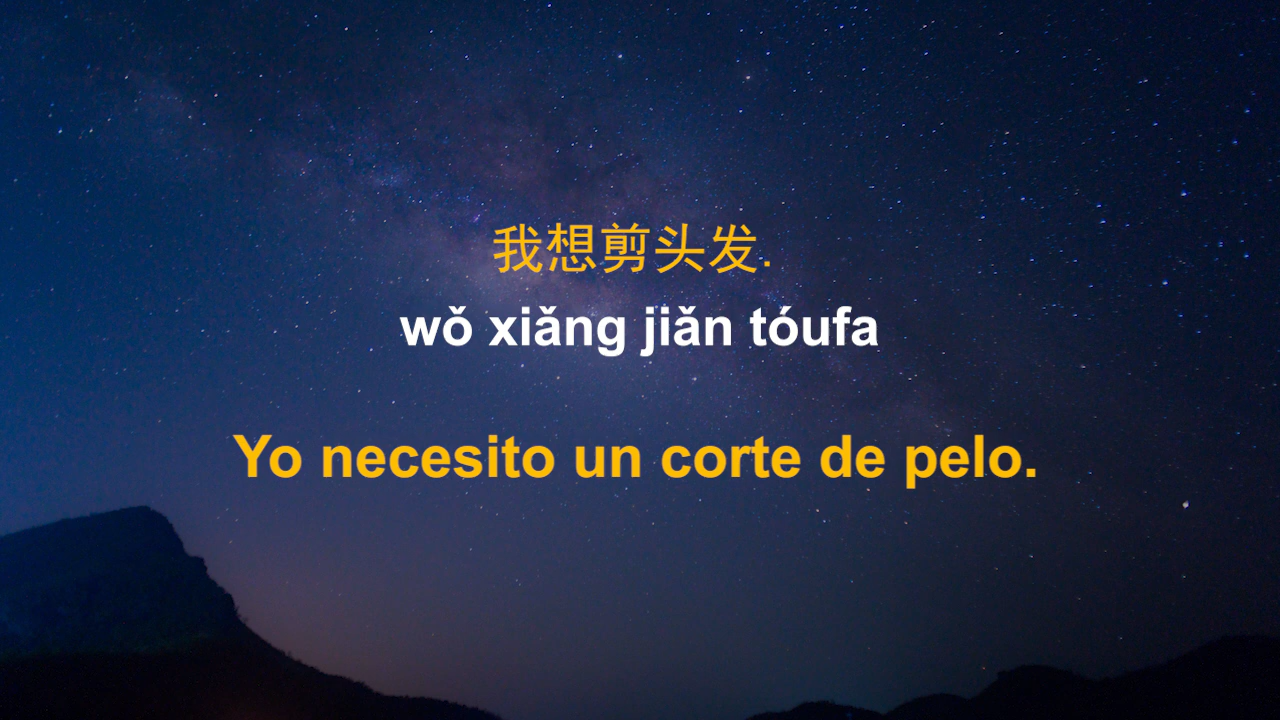 我想剪头发.
wǒ xiǎng jiǎn tóufa
Yo necesito un corte de pelo.